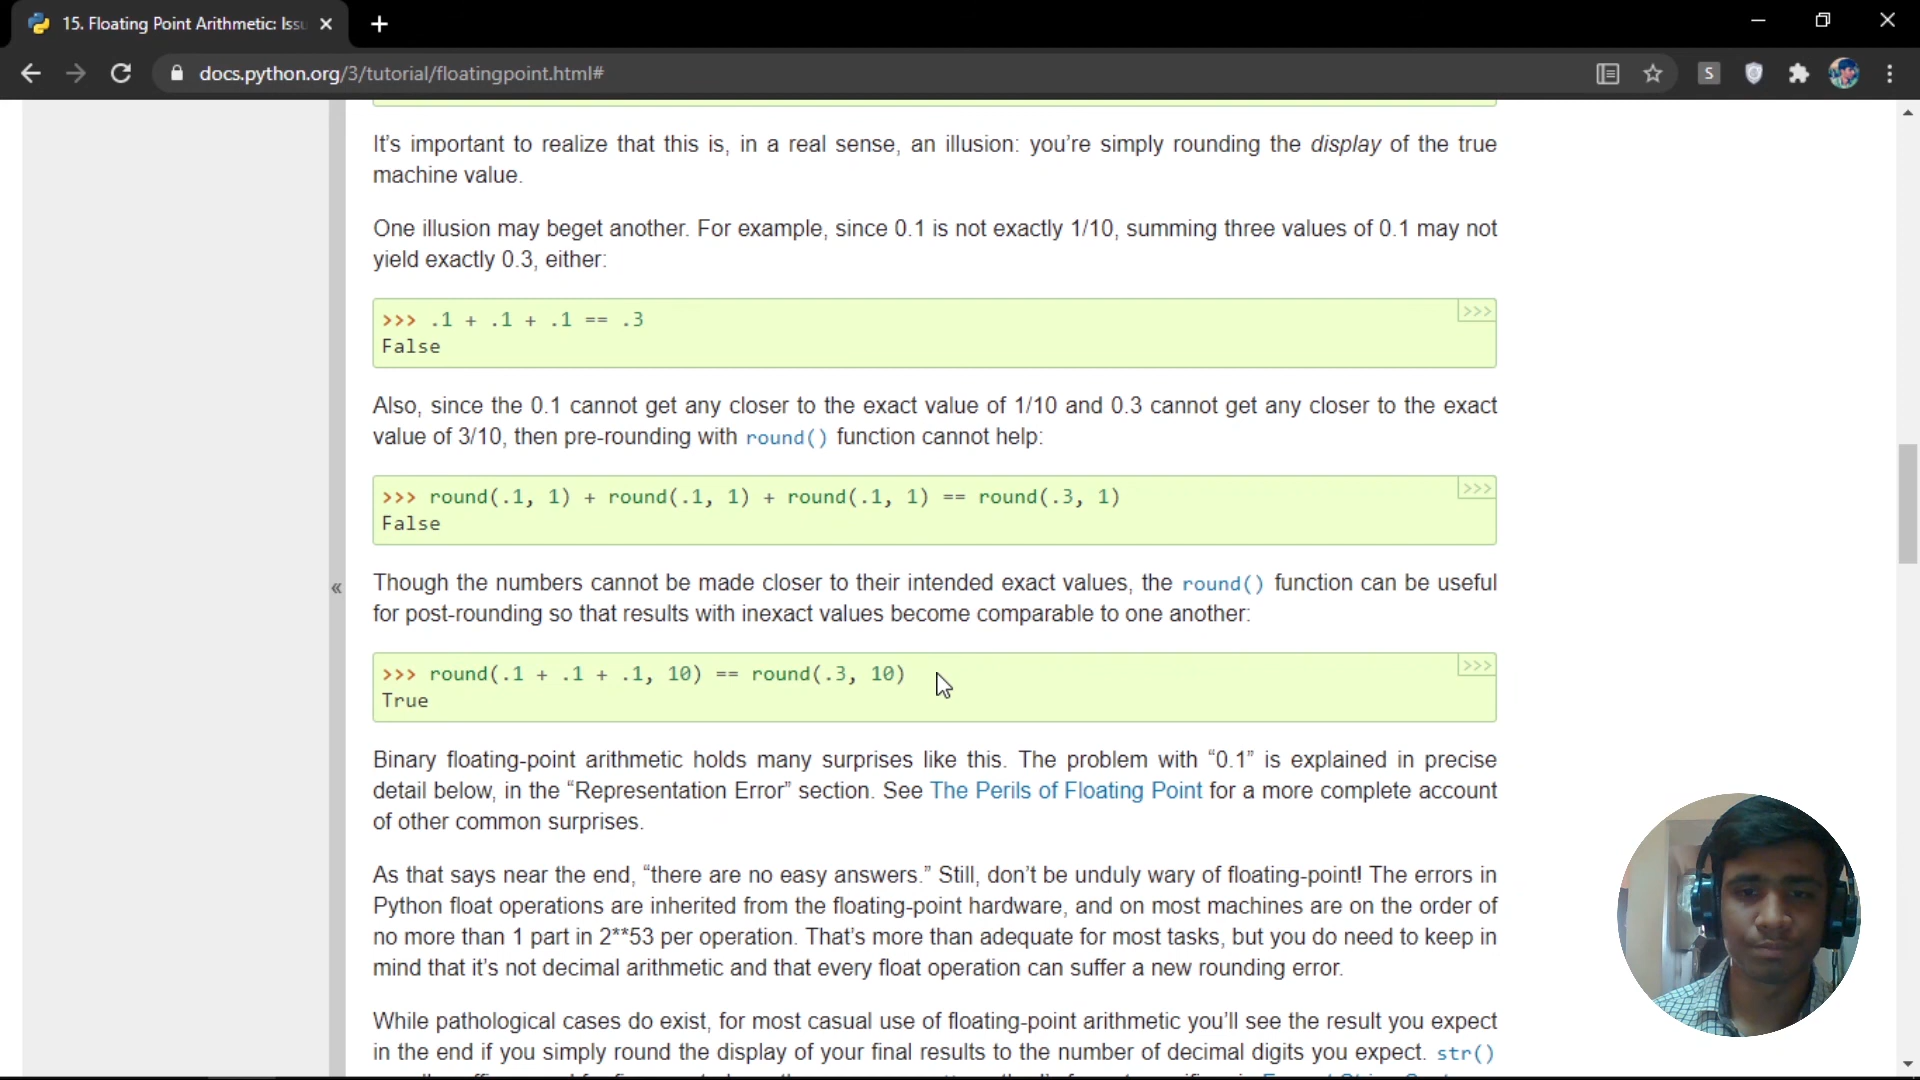 15. Floating Point Arithmetic: Issu
docs.python.org/3/tutorial/floatingpoint.html#
S
It’s important to realize that this is, in a real sense, an illusion: you’re simply rounding the display of the true
machine value.
One illusion may beget another. For example, since 0.1 is not exactly 1/10, summing three values of 0.1 may not
yield exactly 0.3, either:
>>> .1 + .1 + .1 == .3
>>>
False
Also, since the 0.1 cannot get any closer to the exact value of 1/10 and 0.3 cannot get any closer to the exact
value of 3/10, then pre-rounding with round() function cannot help:
>>> round(.1, 1) + round(.1, 1) + round(.1, 1) == round(.3, 1)
>>>
False
«
Though the numbers cannot be made closer to their intended exact values, the round() function can be useful
for post-rounding so that results with inexact values become comparable to one another:
>>> round(.1 + .1 + .1, 10) == round(.3, 10)
>>>
True
Binary floating-point arithmetic holds many surprises like this. The problem with “0.1” is explained in precise
detail below, in the “Representation Error” section. See The Perils of Floating Point for a more complete account
of other common surprises.
As that says near the end, “there are no easy answers.” Still, don’t be unduly wary of floating-point! The errors in
Python float operations are inherited from the floating-point hardware, and on most machines are on the order of
no more than 1 part in 2**53 per operation. That’s more than adequate for most tasks, but you do need to keep in
mind that it’s not decimal arithmetic and that every float operation can suffer a new rounding error.
While pathological cases do exist, for most casual use of floating-point arithmetic you’ll see the result you expect
in the end if you simply round the display of your final results to the number of decimal digits you expect. str()